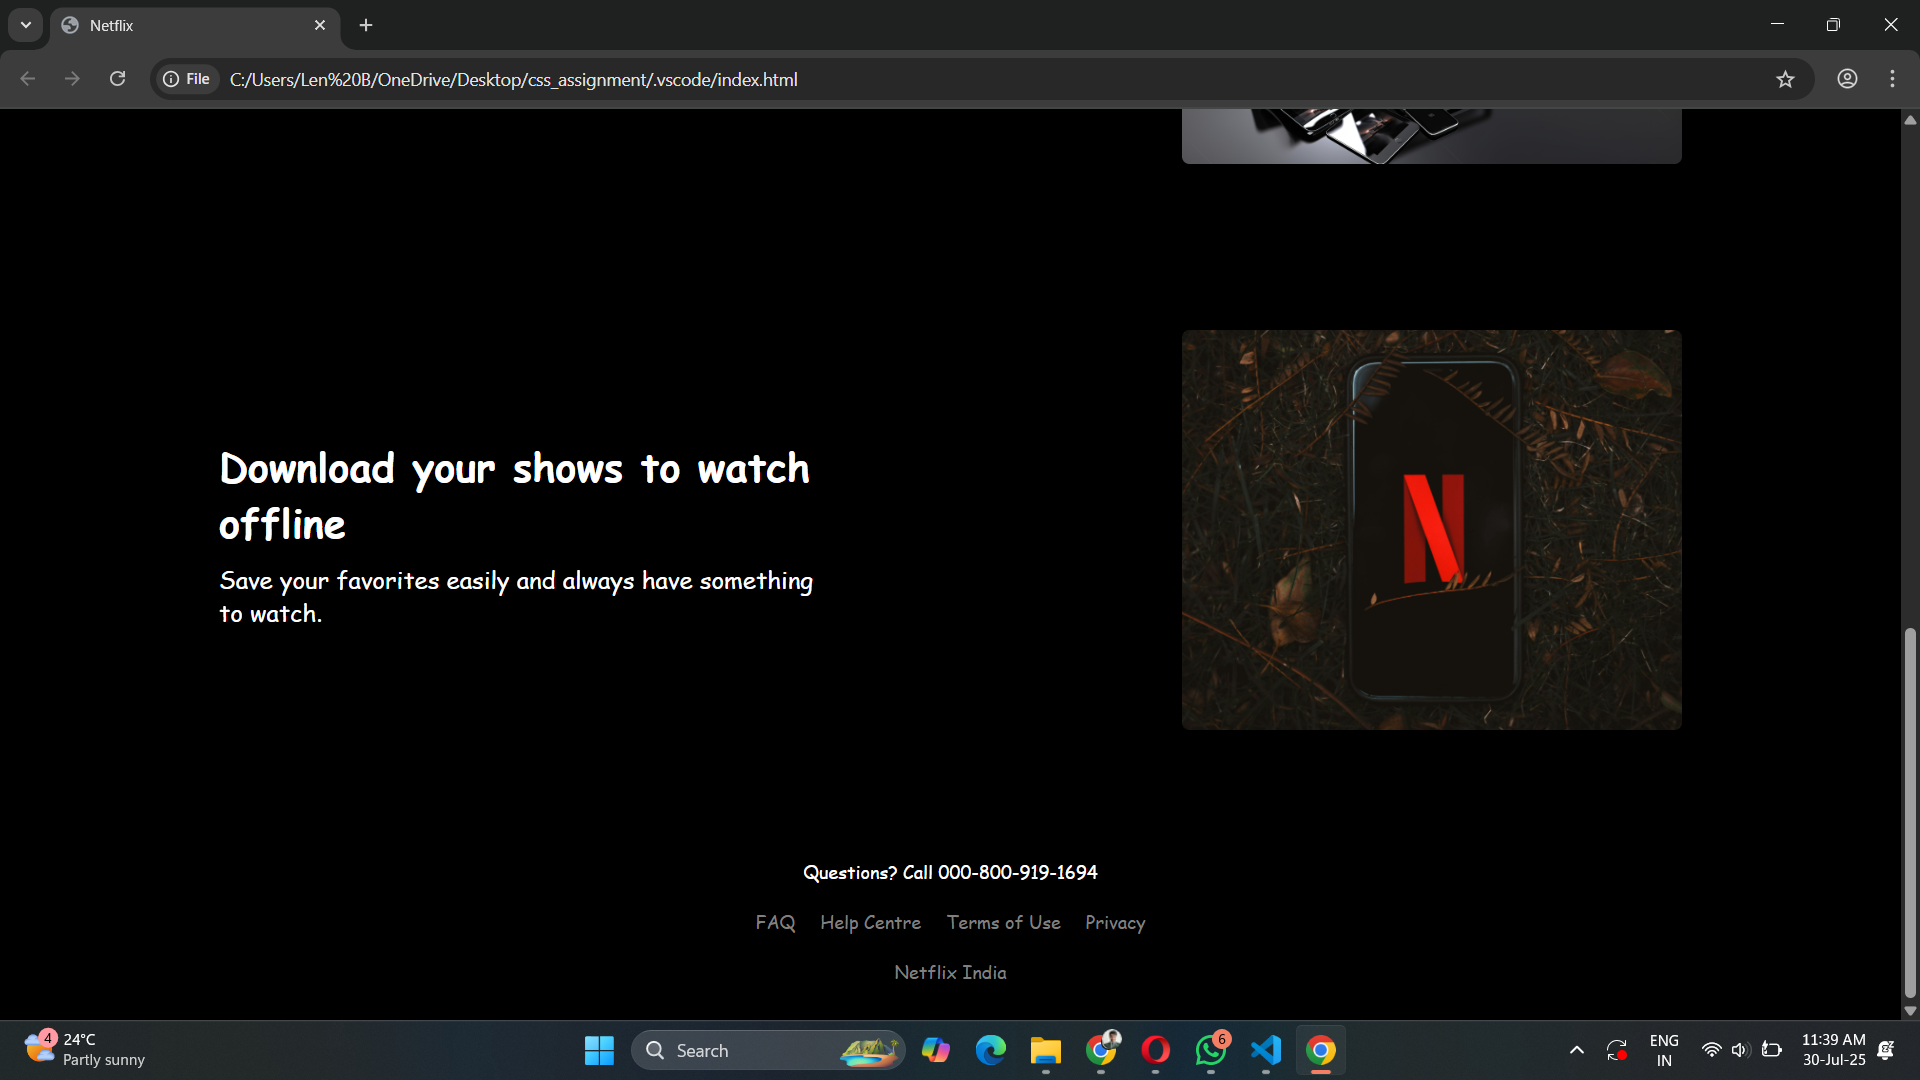 Netflix
File
C:/Users/Len%20B/OneDrive/Desktop/css_assignment/.vscode/index.html
Download your shows to watch
offline
Save your favorites easily and always have something
to watch.
N
Questions? Call 000-800-919-1694
FAQ Help Centre Terms of Use Privacy
Netflix India
4
24°C
Partly sunny
Search
6
ENG
IN
11:39 AM
30-Jul-25